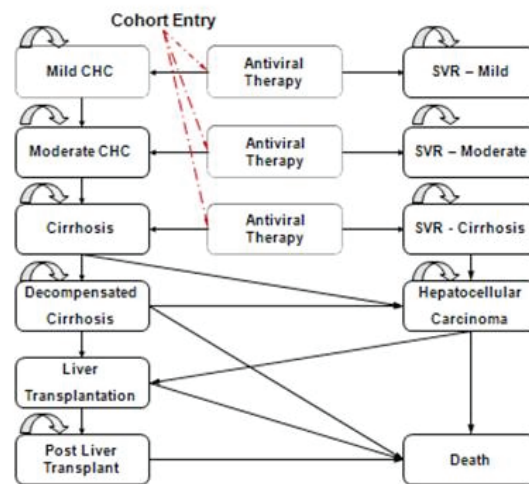 Cohort Entry
Mild CHC
Antiviral
Therapy
SVR – Mild
Moderate CHC
Antiviral
Therapy
SVR – Moderate
Cirrhosis
Antiviral
Therapy
SVR - Cirrhosis
Decompensated
Cirrhosis
Hepatocellular
Carcinoma
Liver
Transplantation
Post Liver
Transplant
Death